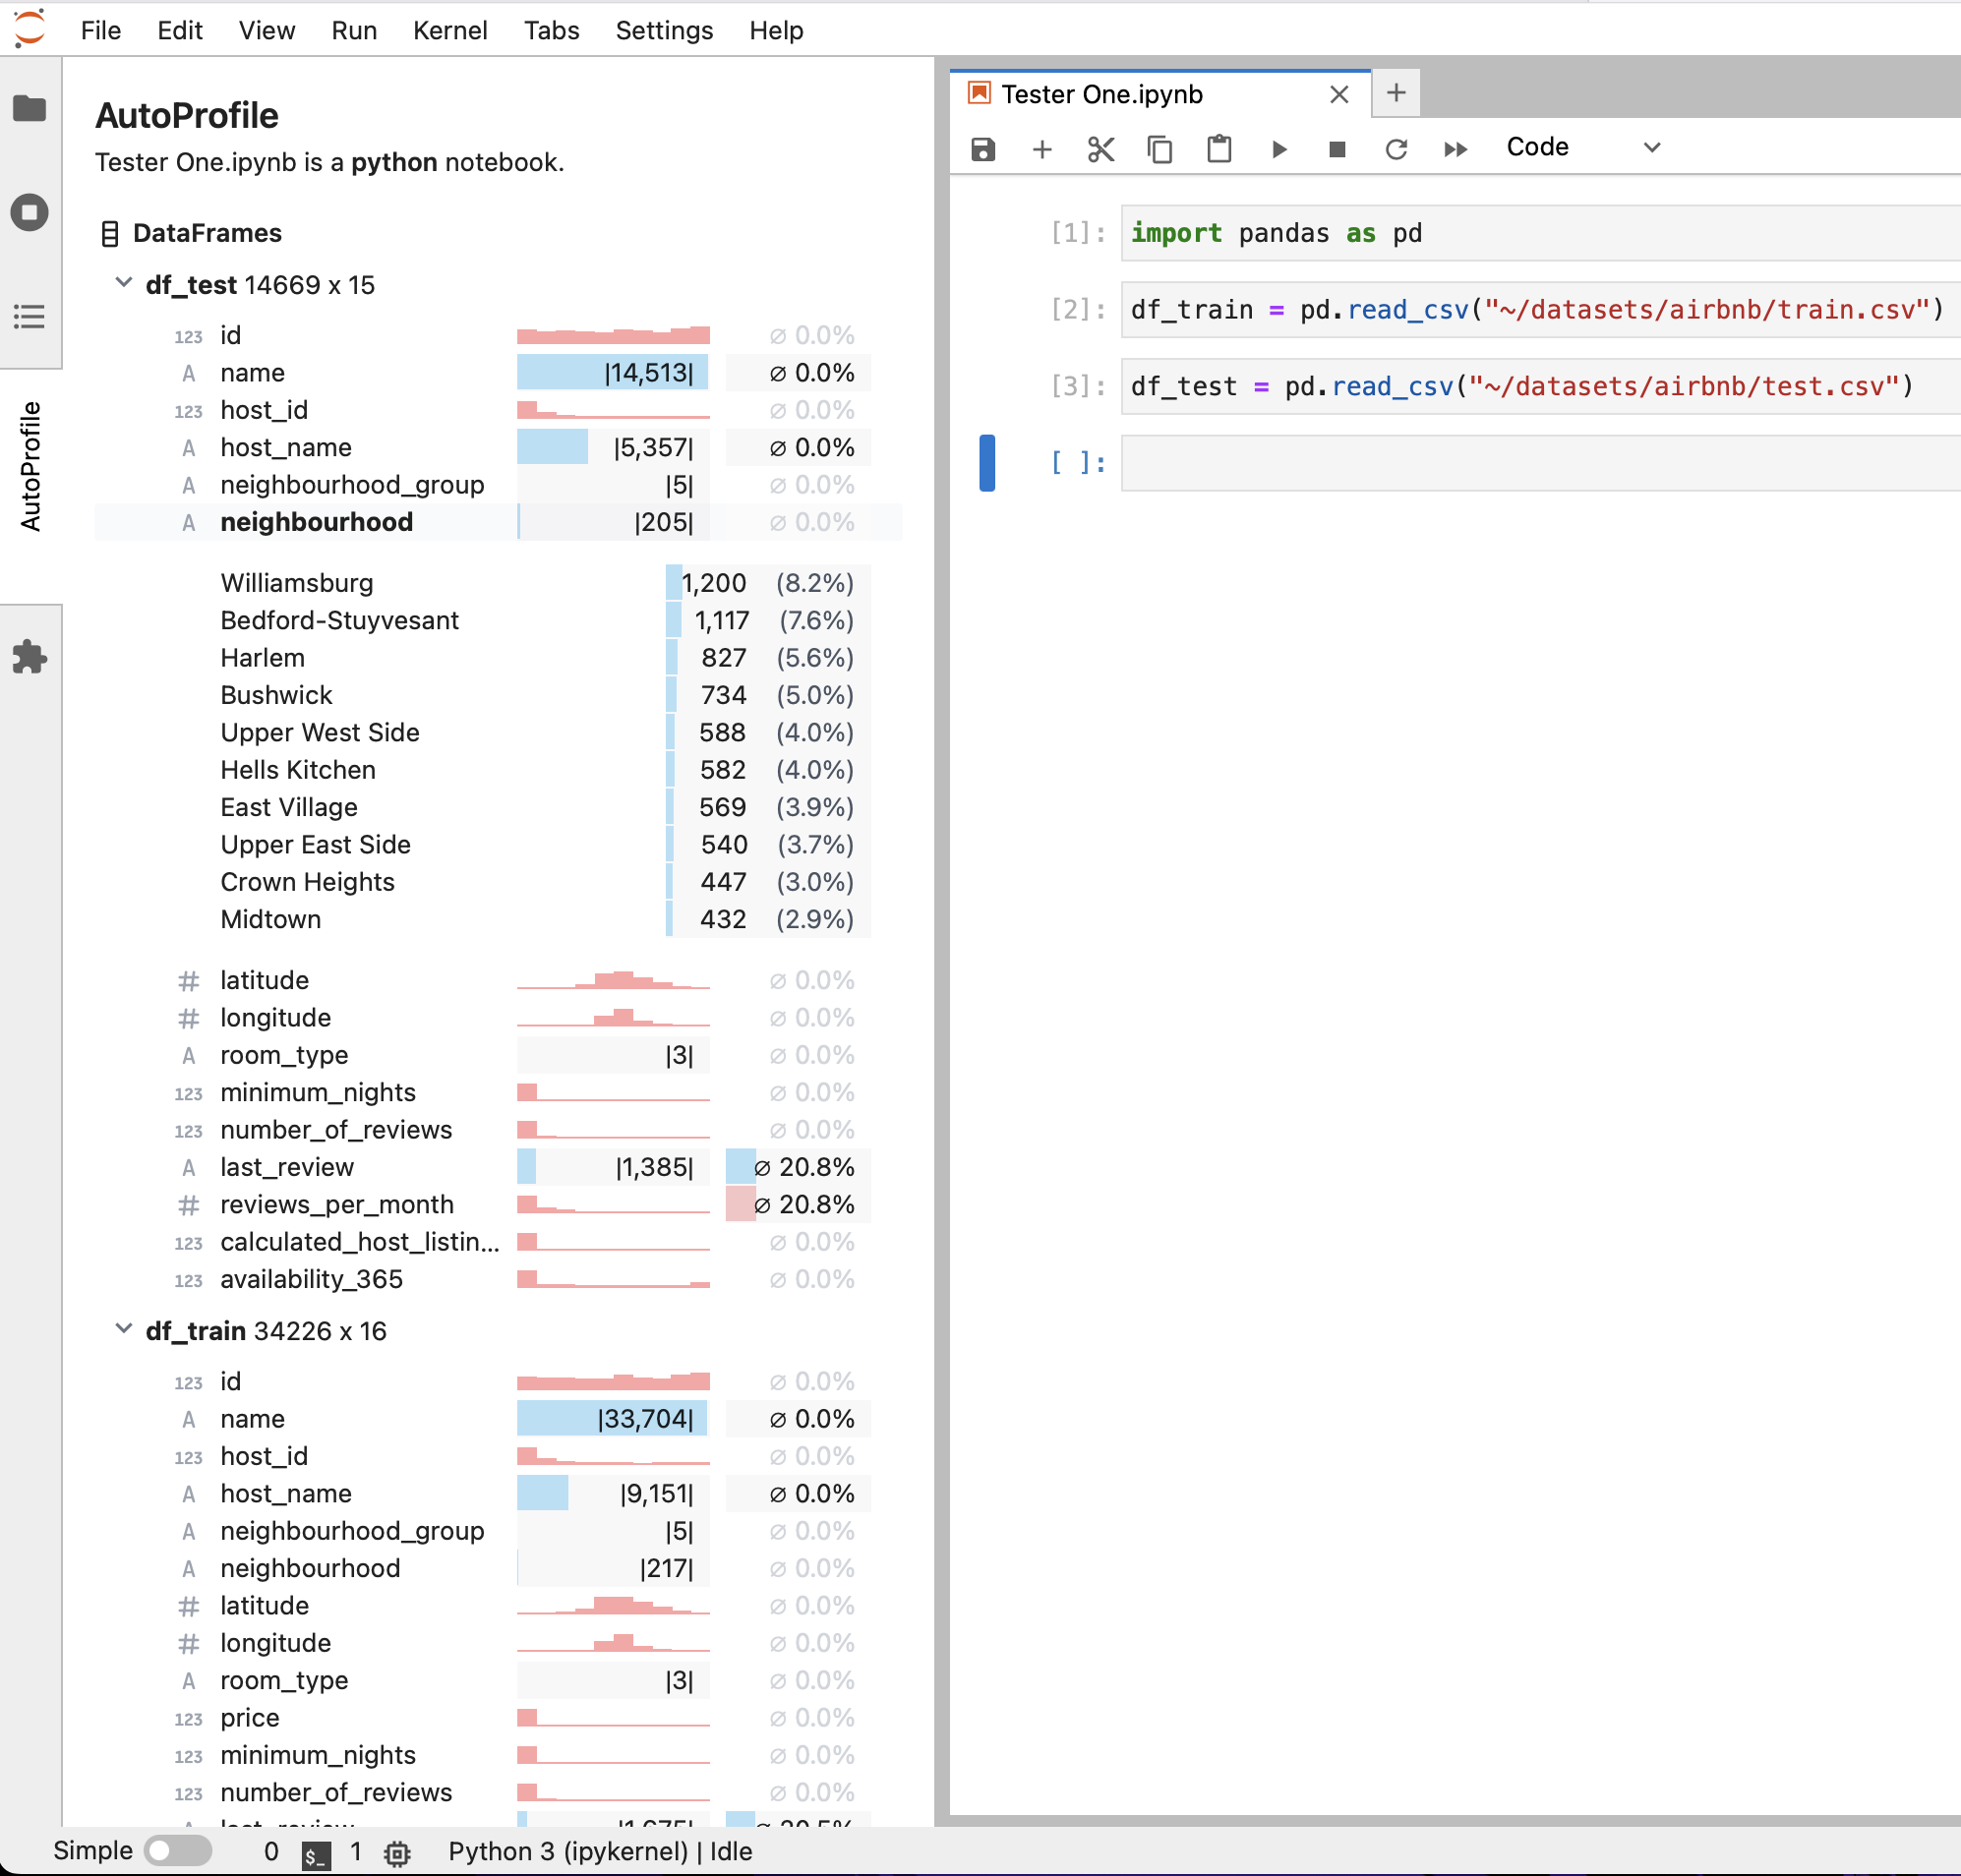 File Edit View Run Kernel Tabs Settings Help
AutoProfile
Tester One.ipynb is a python notebook.
DataFrames
df_test 14669 x 15
123 id ∅ 0.0%
A name |14,513| ∅ 0.0%
123 host_id ∅ 0.0%
A host_name |5,357| ∅ 0.0%
A neighbourhood_group |5| ∅ 0.0%
A neighbourhood |205| ∅ 0.0%
Williamsburg 1,200 (8.2%)
Bedford-Stuyvesant 1,117 (7.6%)
Harlem 827 (5.6%)
Bushwick 734 (5.0%)
Upper West Side 588 (4.0%)
Hells Kitchen 582 (4.0%)
East Village 569 (3.9%)
Upper East Side 540 (3.7%)
Crown Heights 447 (3.0%)
Midtown 432 (2.9%)
# latitude ∅ 0.0%
# longitude ∅ 0.0%
A room_type |3| ∅ 0.0%
123 minimum_nights ∅ 0.0%
123 number_of_reviews ∅ 0.0%
A last_review |1,385| ∅ 20.8%
# reviews_per_month ∅ 20.8%
123 calculated_host_listin... ∅ 0.0%
123 availability_365 ∅ 0.0%
df_train 34226 x 16
123 id ∅ 0.0%
A name |33,704| ∅ 0.0%
123 host_id ∅ 0.0%
A host_name |9,151| ∅ 0.0%
A neighbourhood_group |5| ∅ 0.0%
A neighbourhood |217| ∅ 0.0%
# latitude ∅ 0.0%
# longitude ∅ 0.0%
A room_type |3| ∅ 0.0%
123 price ∅ 0.0%
123 minimum_nights ∅ 0.0%
123 number_of_reviews ∅ 0.0%
AutoProfile
Tester One.ipynb
Code
[1]: import pandas as pd
[2]: df_train = pd.read_csv("~/datasets/airbnb/train.csv")
[3]: df_test = pd.read_csv("~/datasets/airbnb/test.csv")
[ ]:
Simple 0 $_ 1 Python 3 (ipykernel) | Idle